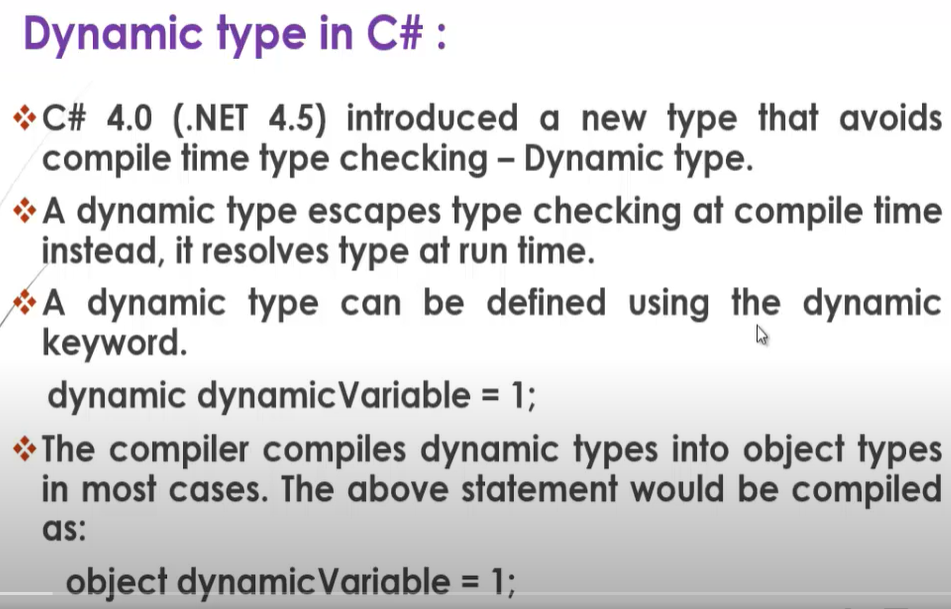 Dynamic type in C# :
C# 4.0 (.NET 4.5) introduced a new type that avoids
compile time type checking – Dynamic type.
A dynamic type escapes type checking at compile time
instead, it resolves type at run time.
A dynamic type can be defined using the dynamic
keyword.
dynamic dynamicVariable = 1;
The compiler compiles dynamic types into object types
in most cases. The above statement would be compiled
as:
object dynamicVariable = 1;